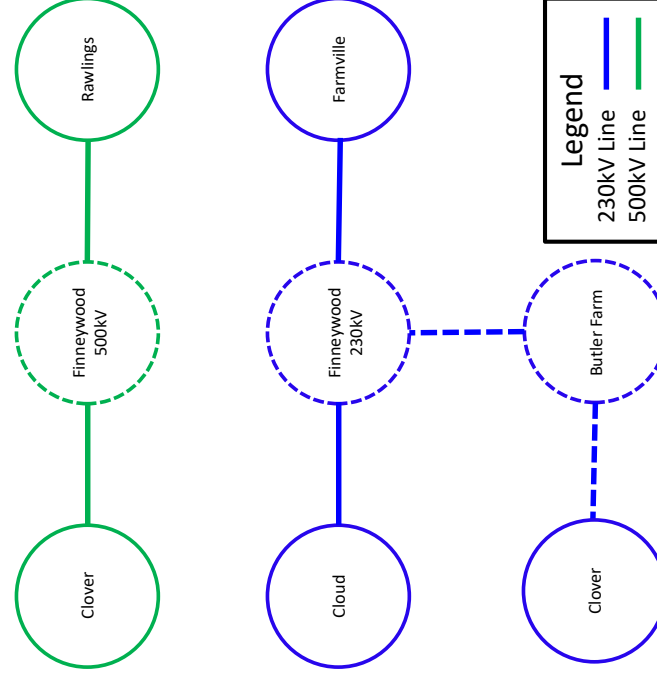 Clover
Finneywood
500kV
Rawlings
Cloud
Finneywood
230kV
Farmville
Clover
Butler Farm
Legend
230kV Line
500kV Line